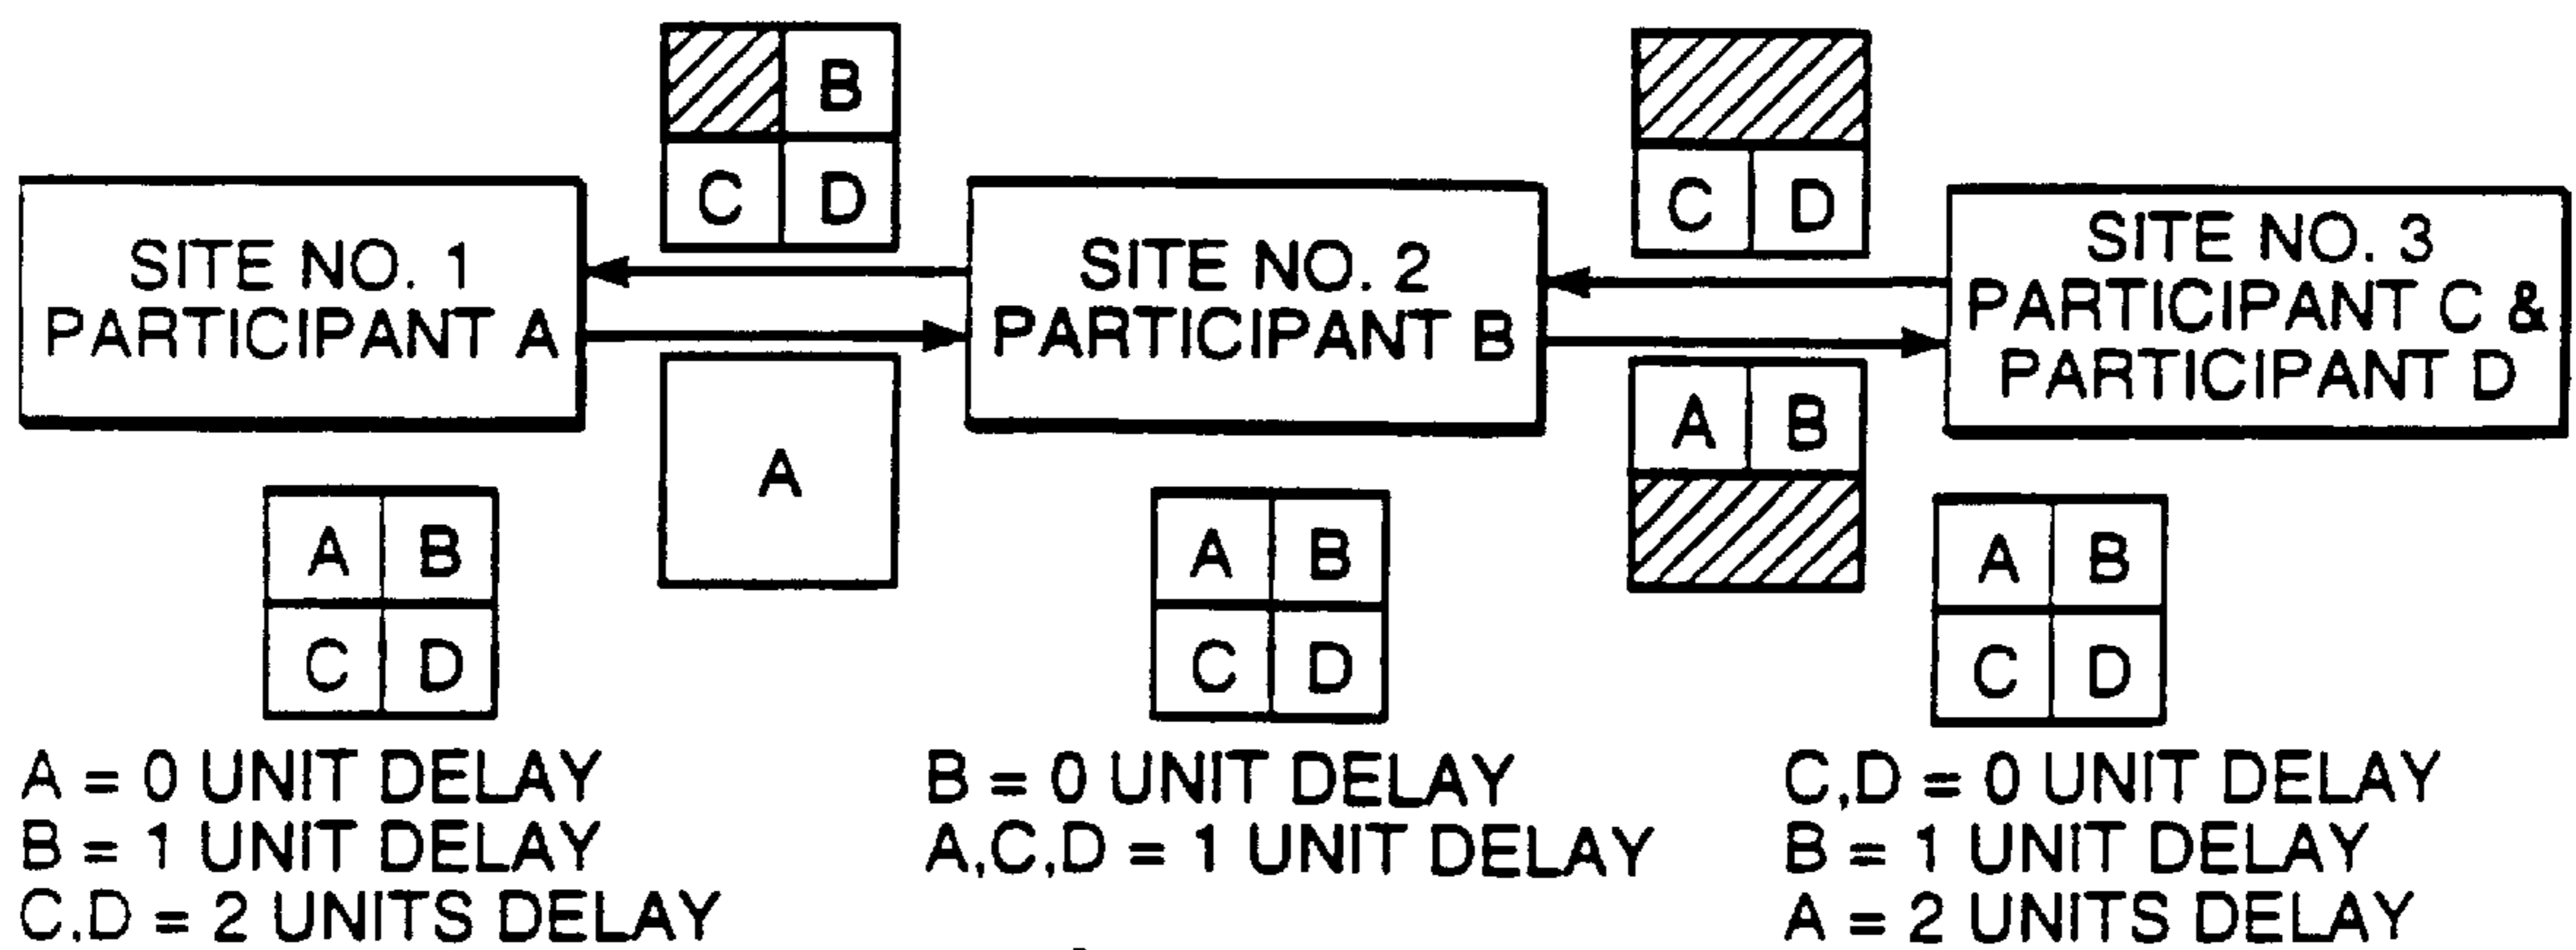 B
C D
C D
SITE NO. 1
PARTICIPANT A
SITE NO. 2
PARTICIPANT B
SITE NO. 3
PARTICIPANT C &
PARTICIPANT D
A
A B
A B
C D
A B
C D
A B
C D
A = 0 UNIT DELAY
B = 1 UNIT DELAY
C,D = 2 UNITS DELAY
B = 0 UNIT DELAY
A,C,D = 1 UNIT DELAY
C,D = 0 UNIT DELAY
B = 1 UNIT DELAY
A = 2 UNITS DELAY